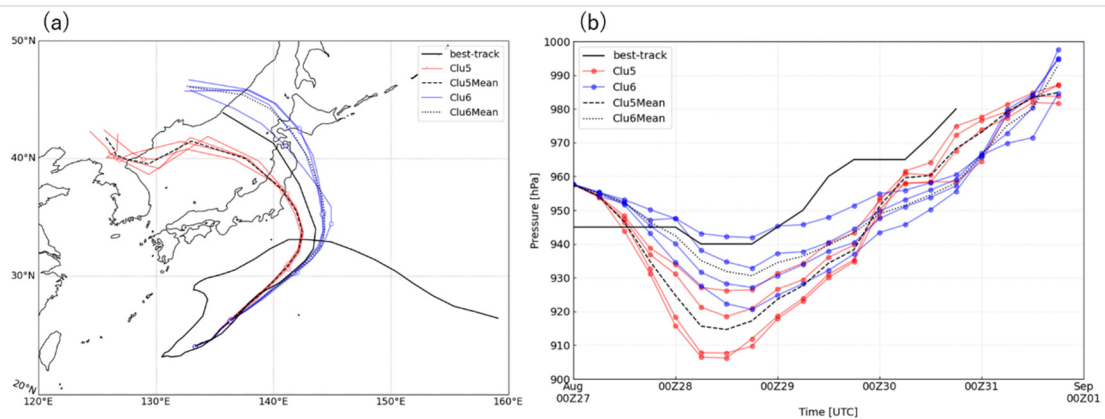 (a)
50°N
40°N
30°N
20°N
120°E
130°E
140°E
150°E
160°E
best-track
Clu5
Clu5Mean
Clu6
Clu6Mean
(b)
Pressure [hPa]
1000
990
980
970
960
950
940
930
920
910
900
best-track
Clu5
Clu6
Clu5Mean
Clu6Mean
Aug
00Z27
00Z28
00Z29
00Z30
00Z31
Sep
00Z01
Time [UTC]